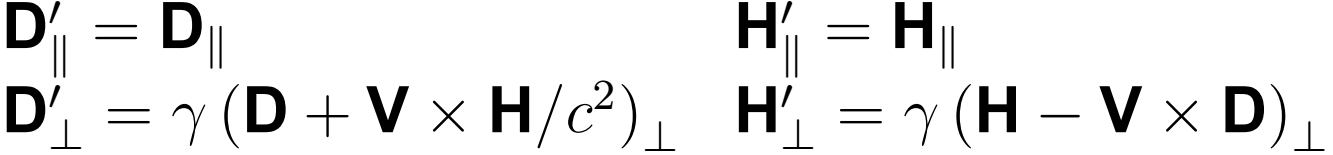 D′∥ = D∥ H′∥ = H∥
D′⊥ = γ (D + V × H/c²)⊥ H′⊥ = γ (H − V × D)⊥